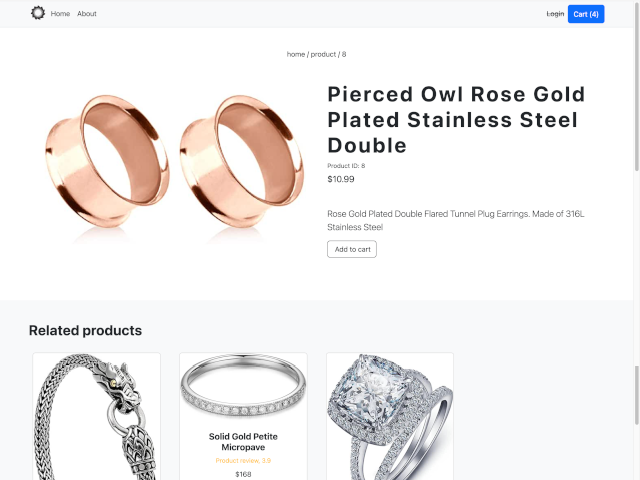 Home
About
Login
Cart (4)
home / product / 8
Pierced Owl Rose Gold
Plated Stainless Steel
Double
Product ID: 8
$10.99
Rose Gold Plated Double Flared Tunnel Plug Earrings. Made of 316L
Stainless Steel
Add to cart
Related products
Solid Gold Petite
Micropave
Product review, 3.9
$168